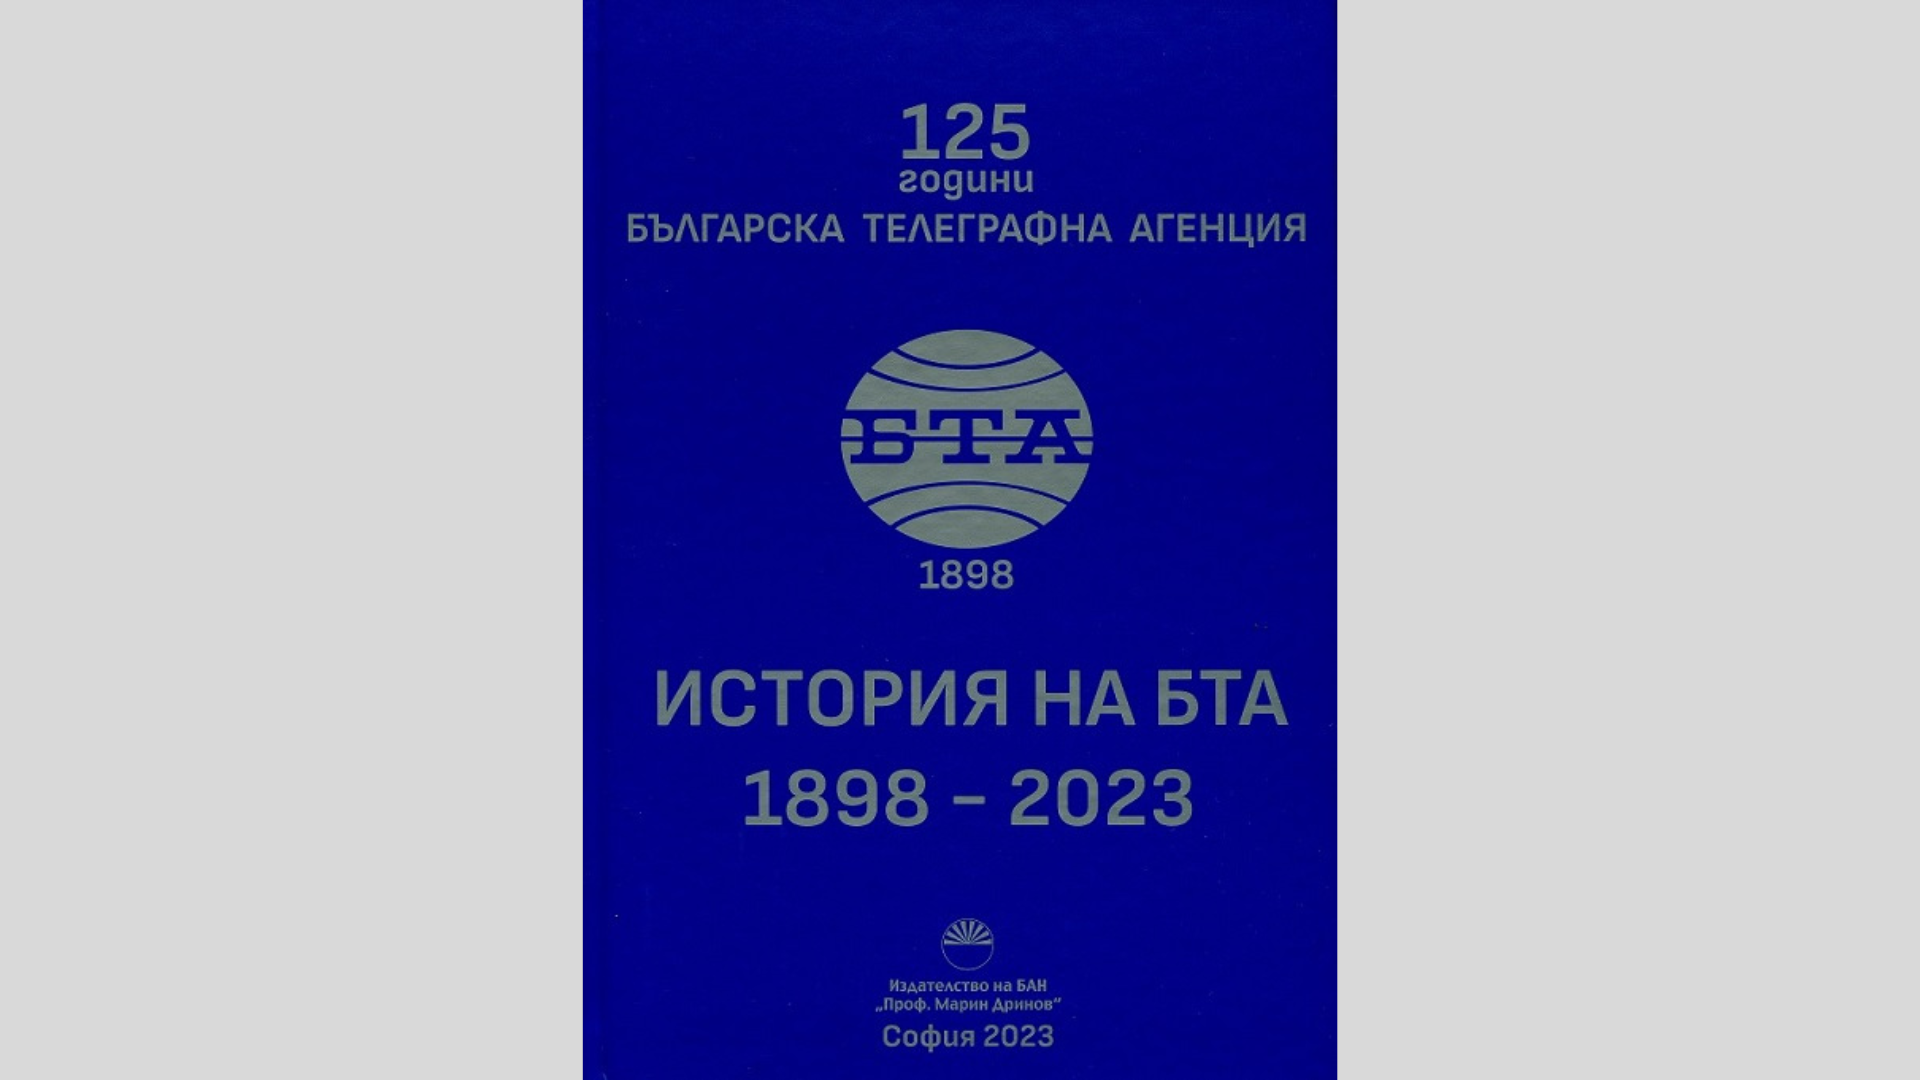 125
години
БЪЛГАРСКА ТЕЛЕГРАФНА АГЕНЦИЯ
БТА
1898
ИСТОРИЯ НА БТА
1898 – 2023
Издателство на БАН
„Проф. Марин Дринов“
София 2023